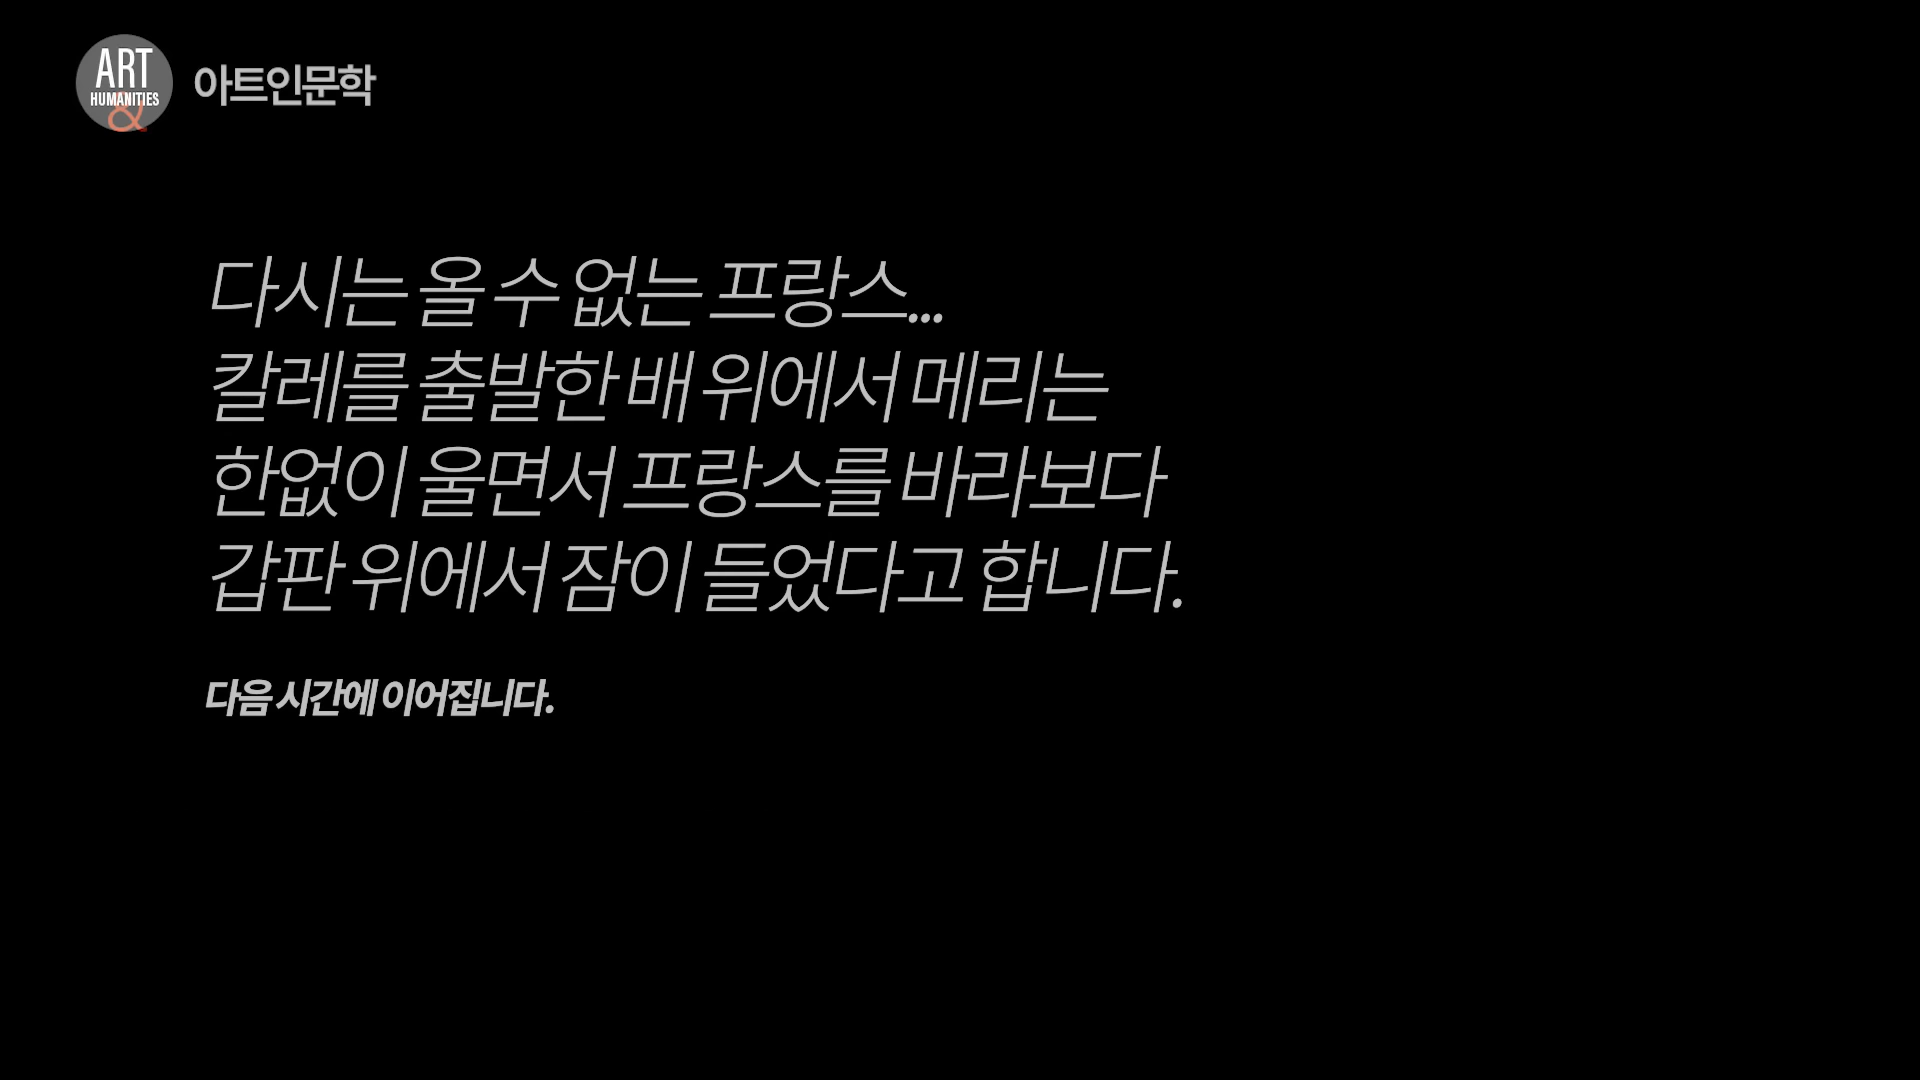 ART
HUMANITIES
&
아트인문학
다시는 올 수 없는 프랑스...
칼레를 출발한 배 위에서 메리는
한없이 울면서 프랑스를 바라보다
갑판 위에서 잠이 들었다고 합니다.
다음 시간에 이어집니다.